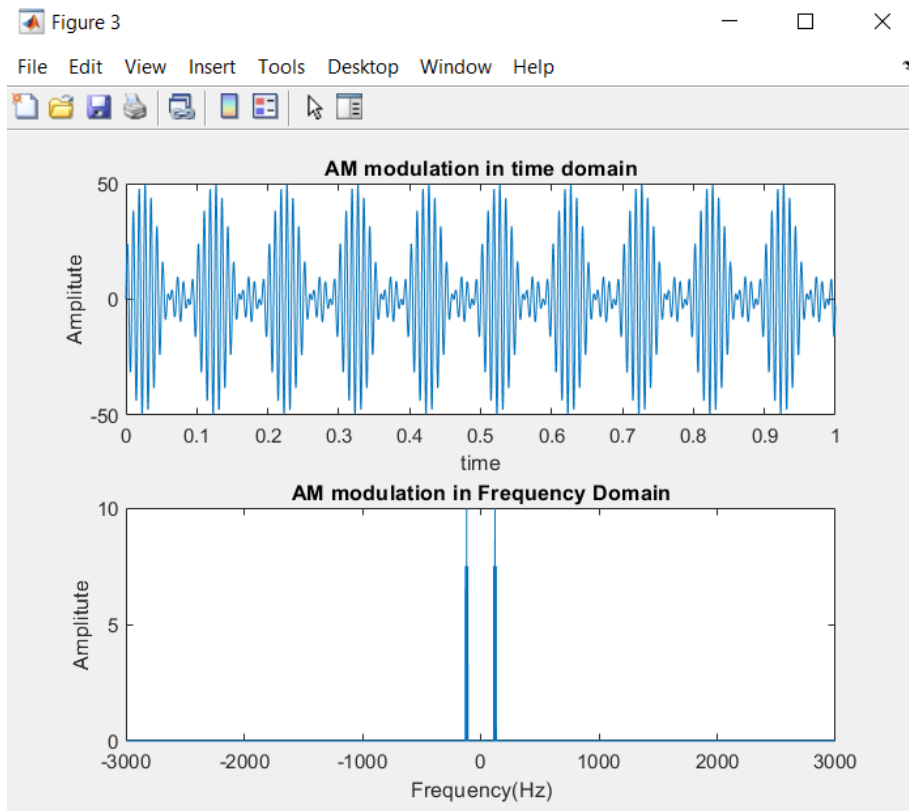 Figure 3
File Edit View Insert Tools Desktop Window Help
AM modulation in time domain
50
0
-50
Amplitute
0 0.1 0.2 0.3 0.4 0.5 0.6 0.7 0.8 0.9 1
time
AM modulation in Frequency Domain
10
5
0
Amplitute
-3000 -2000 -1000 0 1000 2000 3000
Frequency(Hz)